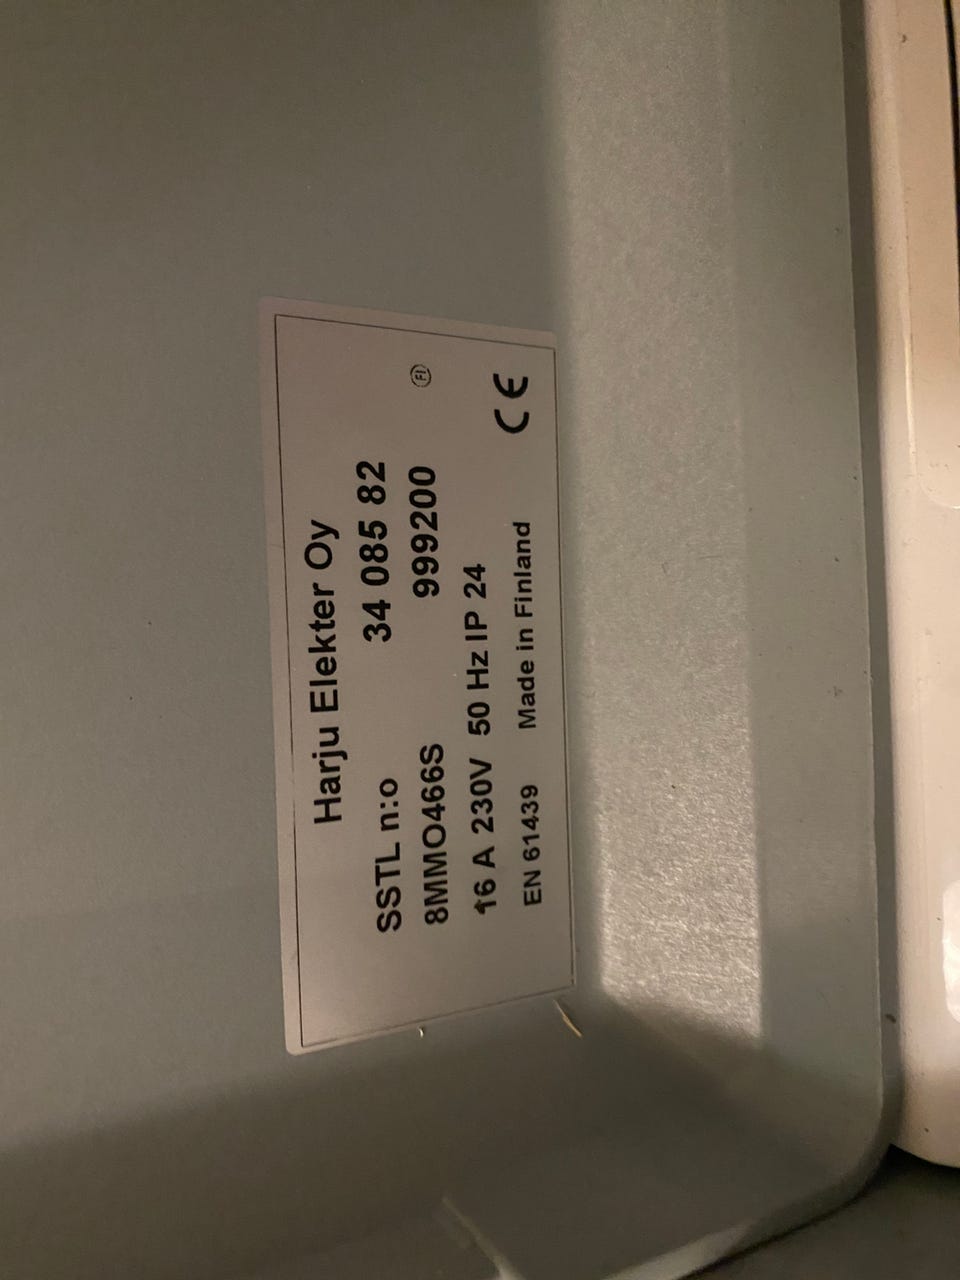 Harju Elekter Oy
SSTL n:o 34 085 82
8MMO466S 999200 FI
16 A 230V 50 Hz IP 24
EN 61439 Made in Finland CE